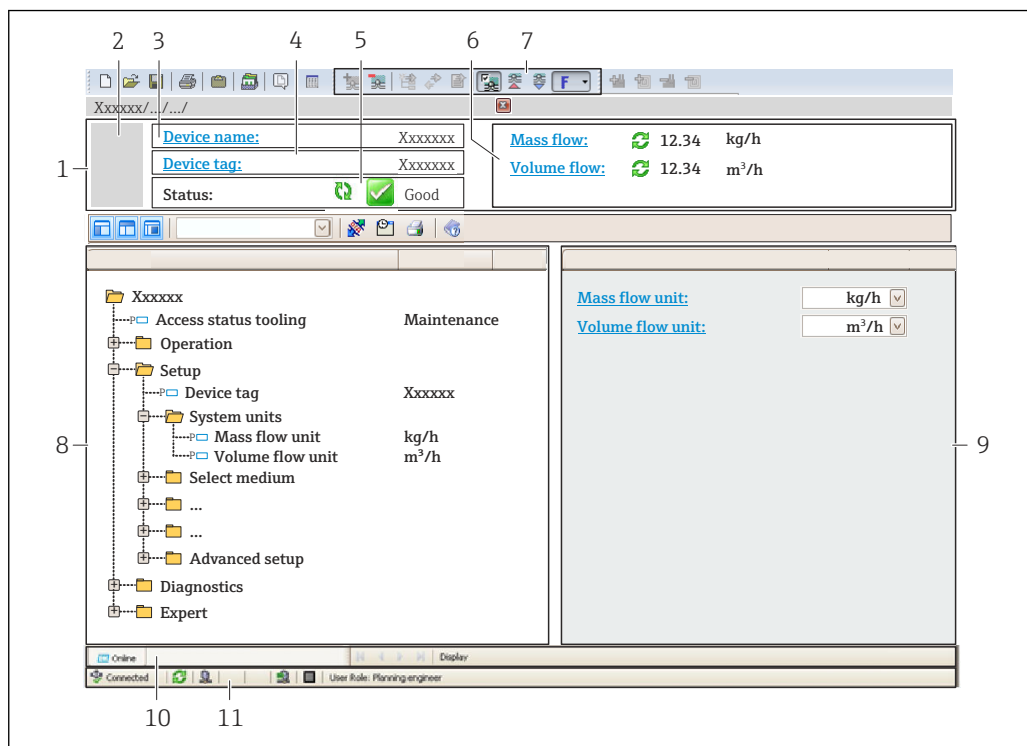 2 3 4 5 6 7
F
Xxxxxx/.../.../
1
Device name: Xxxxxxx
Device tag: Xxxxxxx
Status: Good
Mass flow: 12.34 kg/h
Volume flow: 12.34 m³/h
Xxxxxx
P Access status tooling Maintenance
Operation
Setup
P Device tag Xxxxxx
System units
P Mass flow unit kg/h
P Volume flow unit m³/h
Select medium
...
...
Advanced setup
Diagnostics
Expert
8
Mass flow unit: kg/h
Volume flow unit: m³/h
9
Online Display
Connected User Role: Planning engineer
10 11